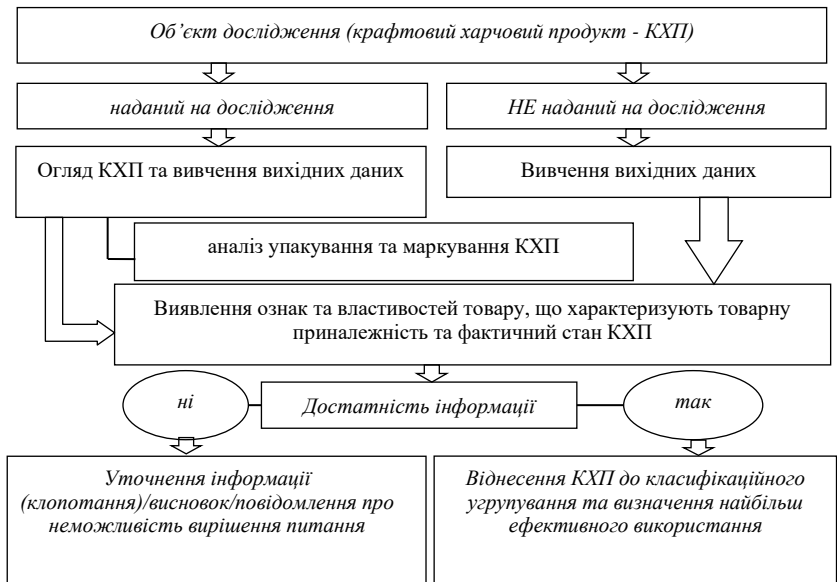 Об’єкт дослідження (крафтовий харчовий продукт - КХП)
наданий на дослідження
НЕ наданий на дослідження
Огляд КХП та вивчення вихідних даних
Вивчення вихідних даних
аналіз упакування та маркування КХП
Виявлення ознак та властивостей товару, що характеризують товарну
приналежність та фактичний стан КХП
ні
Достатність інформації
так
Уточнення інформації
(клопотання)/висновок/повідомлення про
неможливість вирішення питання
Віднесення КХП до класифікаційного
угрупування та визначення найбільш
ефективного використання